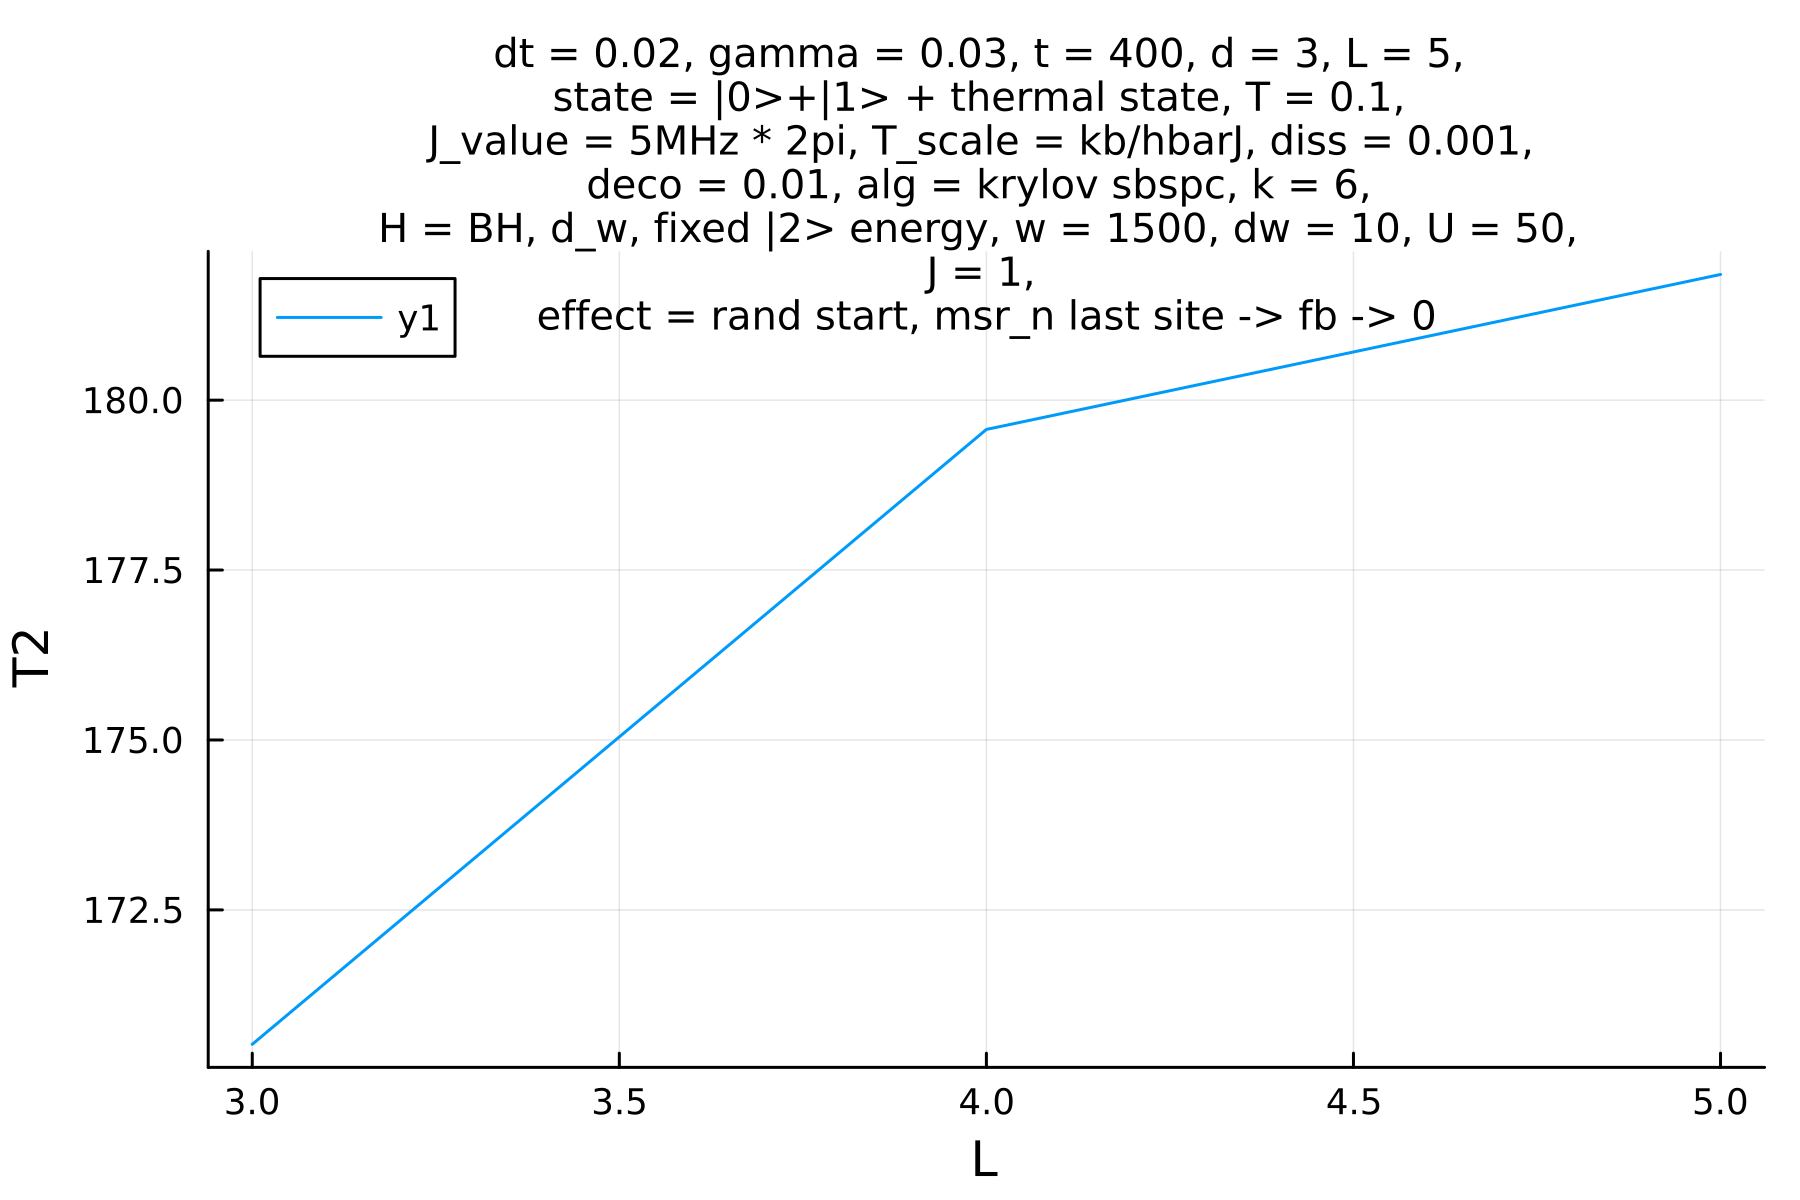 dt = 0.02, gamma = 0.03, t = 400, d = 3, L = 5,
state = |0>+|1> + thermal state, T = 0.1,
J_value = 5MHz * 2pi, T_scale = kb/hbarJ, diss = 0.001,
deco = 0.01, alg = krylov sbspc, k = 6,
H = BH, d_w, fixed |2> energy, w = 1500, dw = 10, U = 50,
J = 1,
effect = rand start, msr_n last site -> fb -> 0
y1
180.0
177.5
175.0
172.5
T2
3.0 3.5 4.0 4.5 5.0
L